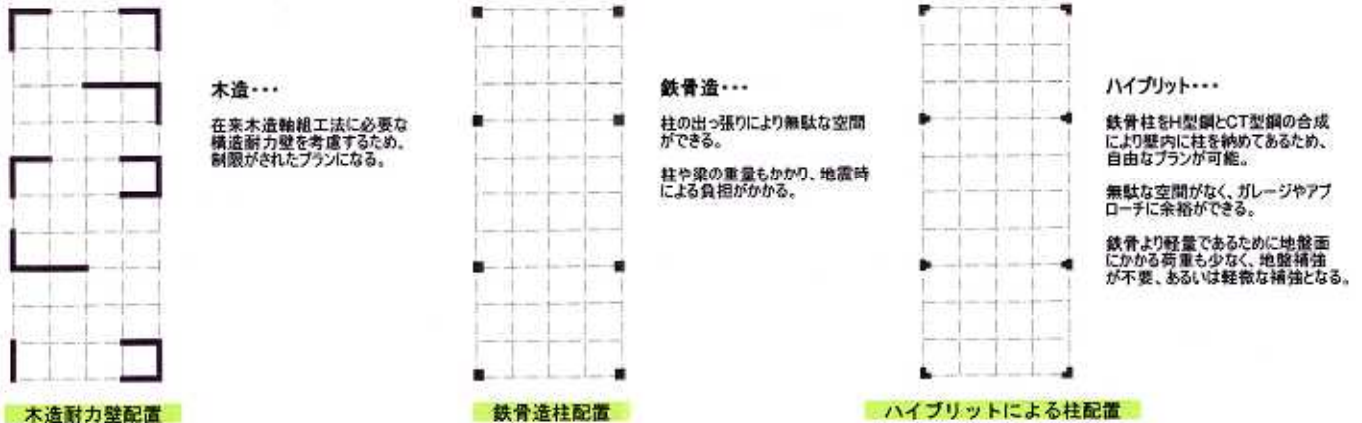 木造･･･
在来木造軸組工法に必要な
構造耐力壁を考慮するため、
制限がされたプランになる。
木造耐力壁配置
鉄骨造･･･
柱の出っ張りにより無駄な空間
ができる。
柱や梁の重量もかかり、地震時
による負担がかかる。
鉄骨造柱配置
ハイブリット･･･
鉄骨柱をH型鋼とCT型鋼の合成
により壁内に柱を納めてあるため、
自由なプランが可能。
無駄な空間がなく、ガレージやアプ
ローチに余裕ができる。
鉄骨より軽量であるために地盤面
にかかる荷重も少なく、地盤補強
が不要、あるいは軽微な補強となる。
ハイブリットによる柱配置